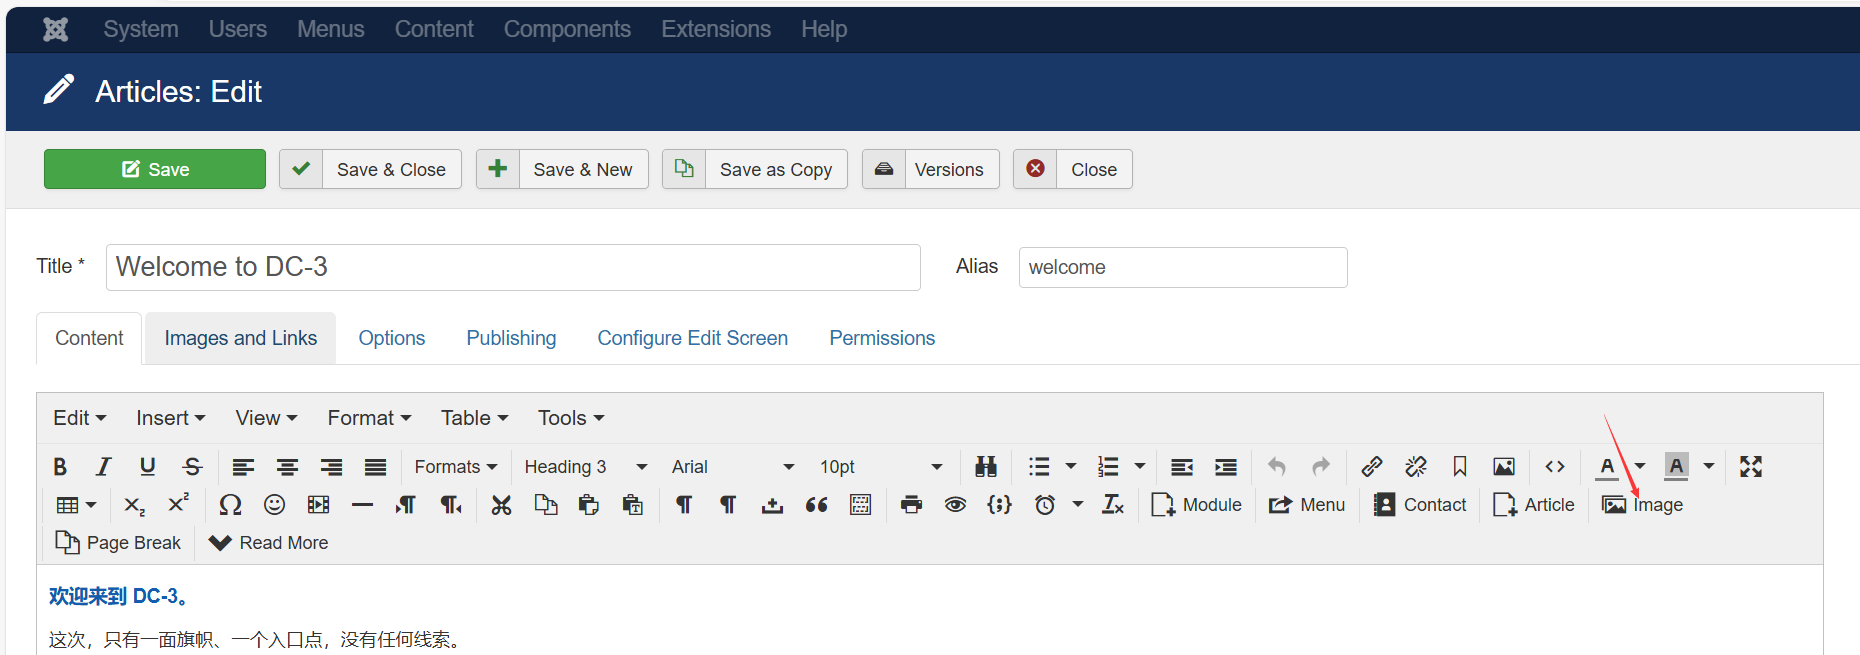 System Users Menus Content Components Extensions Help
Articles: Edit
Save Save & Close Save & New Save as Copy Versions Close
Title * Welcome to DC-3 Alias welcome
Content Images and Links Options Publishing Configure Edit Screen Permissions
Edit Insert View Format Table Tools
B I U S Formats Heading 3 Arial 10pt A A
Module Menu Contact Article Image
Page Break Read More
欢迎来到 DC-3。
这次，只有一面旗帜、一个入口点，没有任何线索。